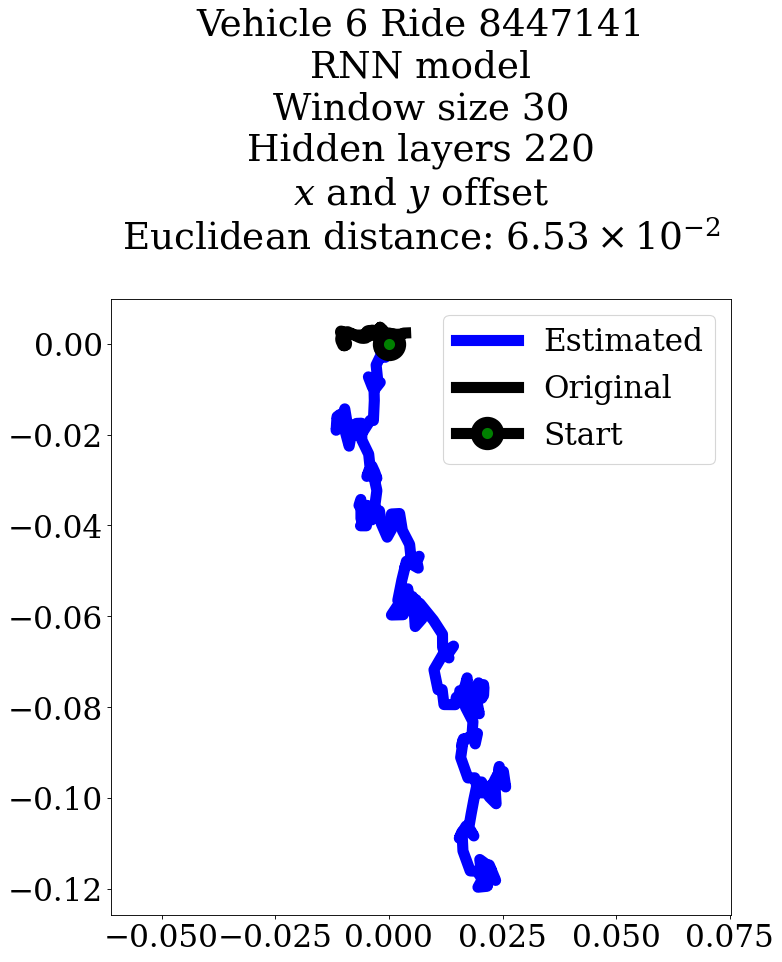 Vehicle 6 Ride 8447141
RNN model
Window size 30
Hidden layers 220
x and y offset
Euclidean distance: 6.53 × 10⁻²
Estimated
Original
Start
0.00
−0.02
−0.04
−0.06
−0.08
−0.10
−0.12
−0.050 −0.025 0.000 0.025 0.050 0.075